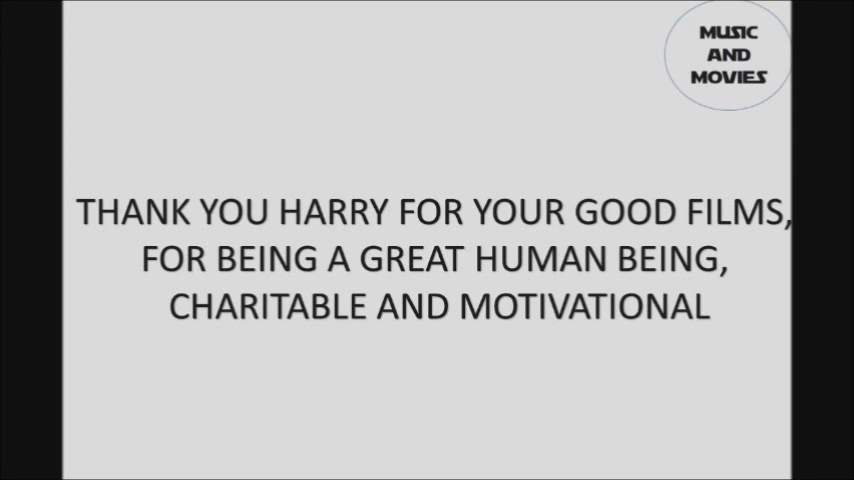 MUSIC
AND
MOVIES
THANK YOU HARRY FOR YOUR GOOD FILMS,
FOR BEING A GREAT HUMAN BEING,
CHARITABLE AND MOTIVATIONAL